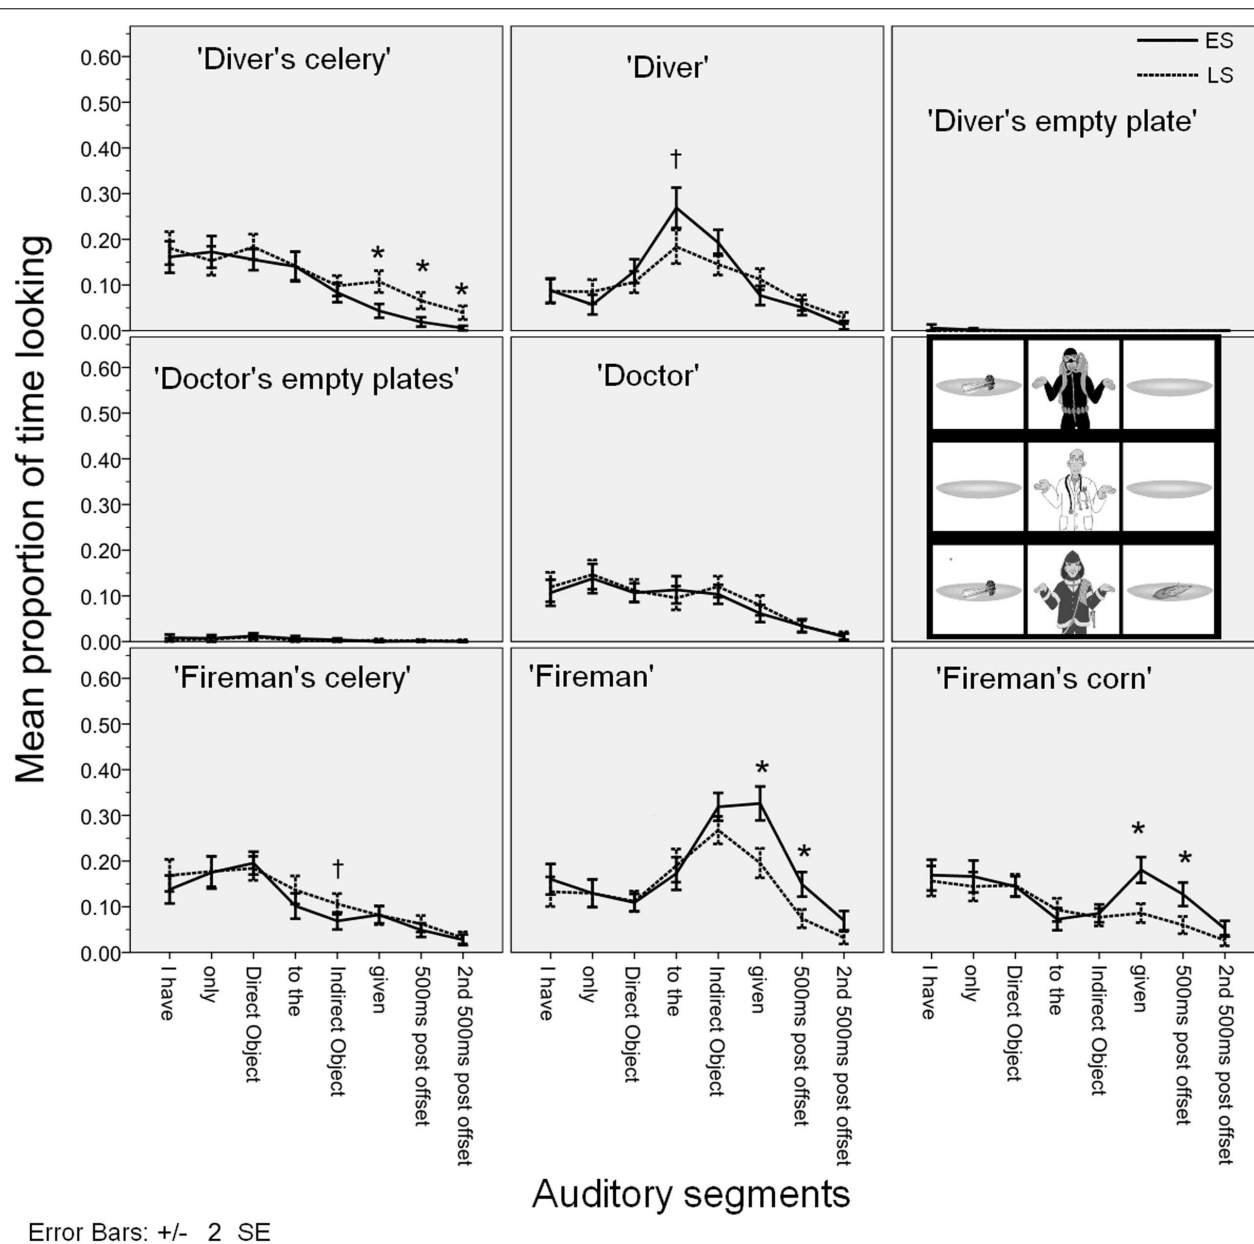 'Diver's celery'
'Diver'
'Diver's empty plate'
ES
LS
0.60
0.50
0.40
0.30
0.20
0.10
0.00
†
*
*
*
'Doctor's empty plates'
'Doctor'
0.60
0.50
0.40
0.30
0.20
0.10
0.00
'Fireman's celery'
'Fireman'
'Fireman's corn'
0.60
0.50
0.40
0.30
0.20
0.10
0.00
†
*
*
*
*
Mean proportion of time looking
I have
only
Direct Object
to the
Indirect Object
given
500ms post offset
2nd 500ms post offset
I have
only
Direct Object
to the
Indirect Object
given
500ms post offset
2nd 500ms post offset
I have
only
Direct Object
to the
Indirect Object
given
500ms post offset
2nd 500ms post offset
Auditory segments
Error Bars: +/- 2 SE